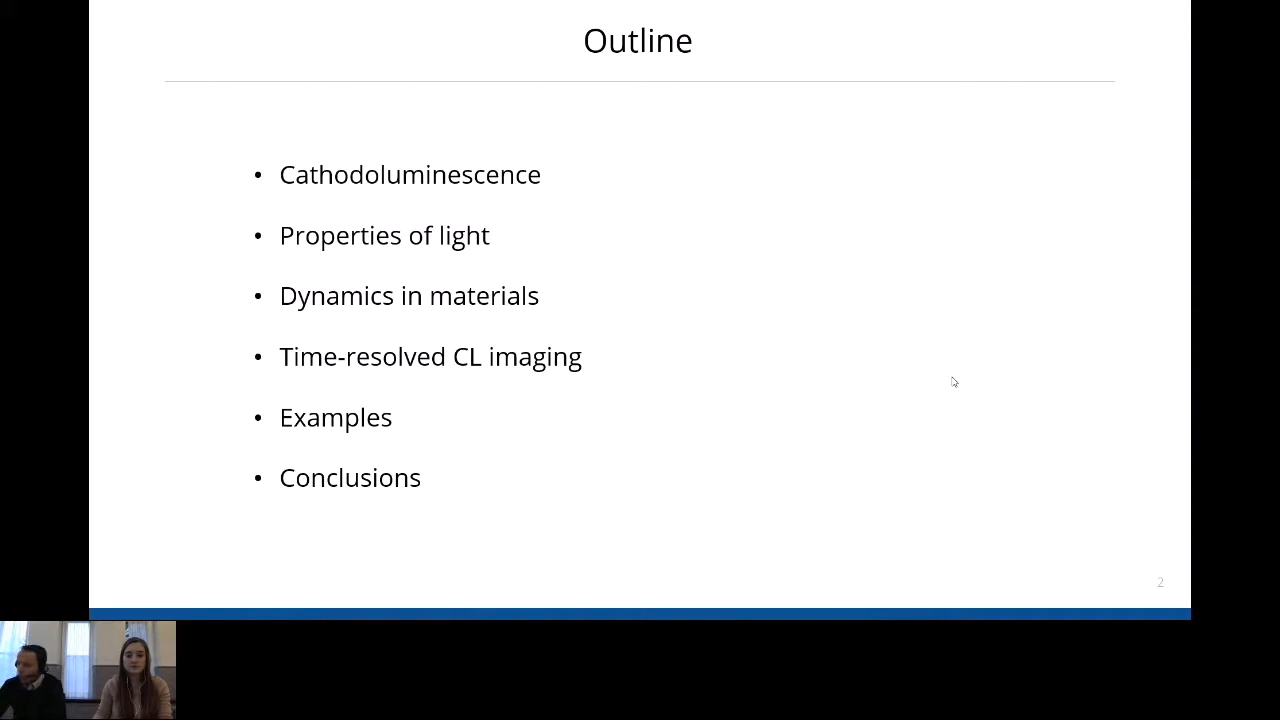 Outline
• Cathodoluminescence
• Properties of light
• Dynamics in materials
• Time-resolved CL imaging
• Examples
• Conclusions
2